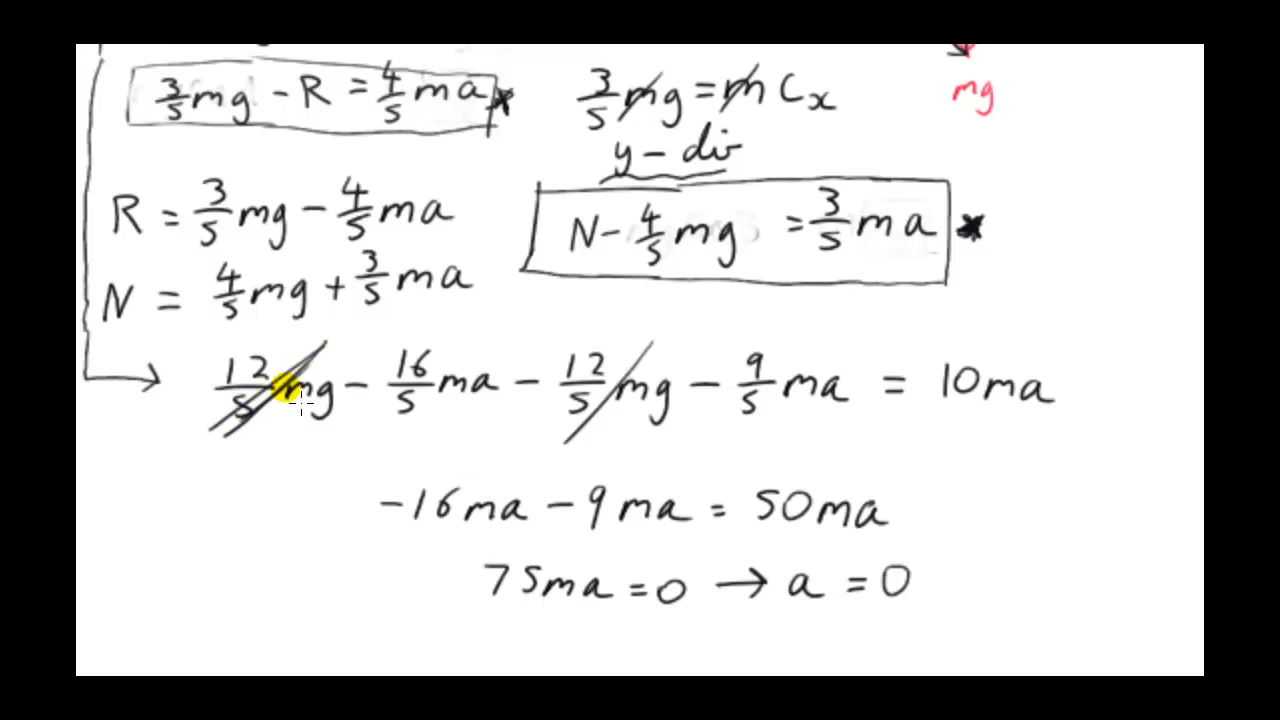 3/5 mg - R = 4/5 ma *
3/5 mg = m Cx
mg
y - dir
R = 3/5 mg - 4/5 ma
N - 4/5 mg = 3/5 ma *
N = 4/5 mg + 3/5 ma
→ 12/5 mg - 16/5 ma - 12/5 mg - 9/5 ma = 10ma
-16ma - 9ma = 50ma
75ma = 0 → a = 0